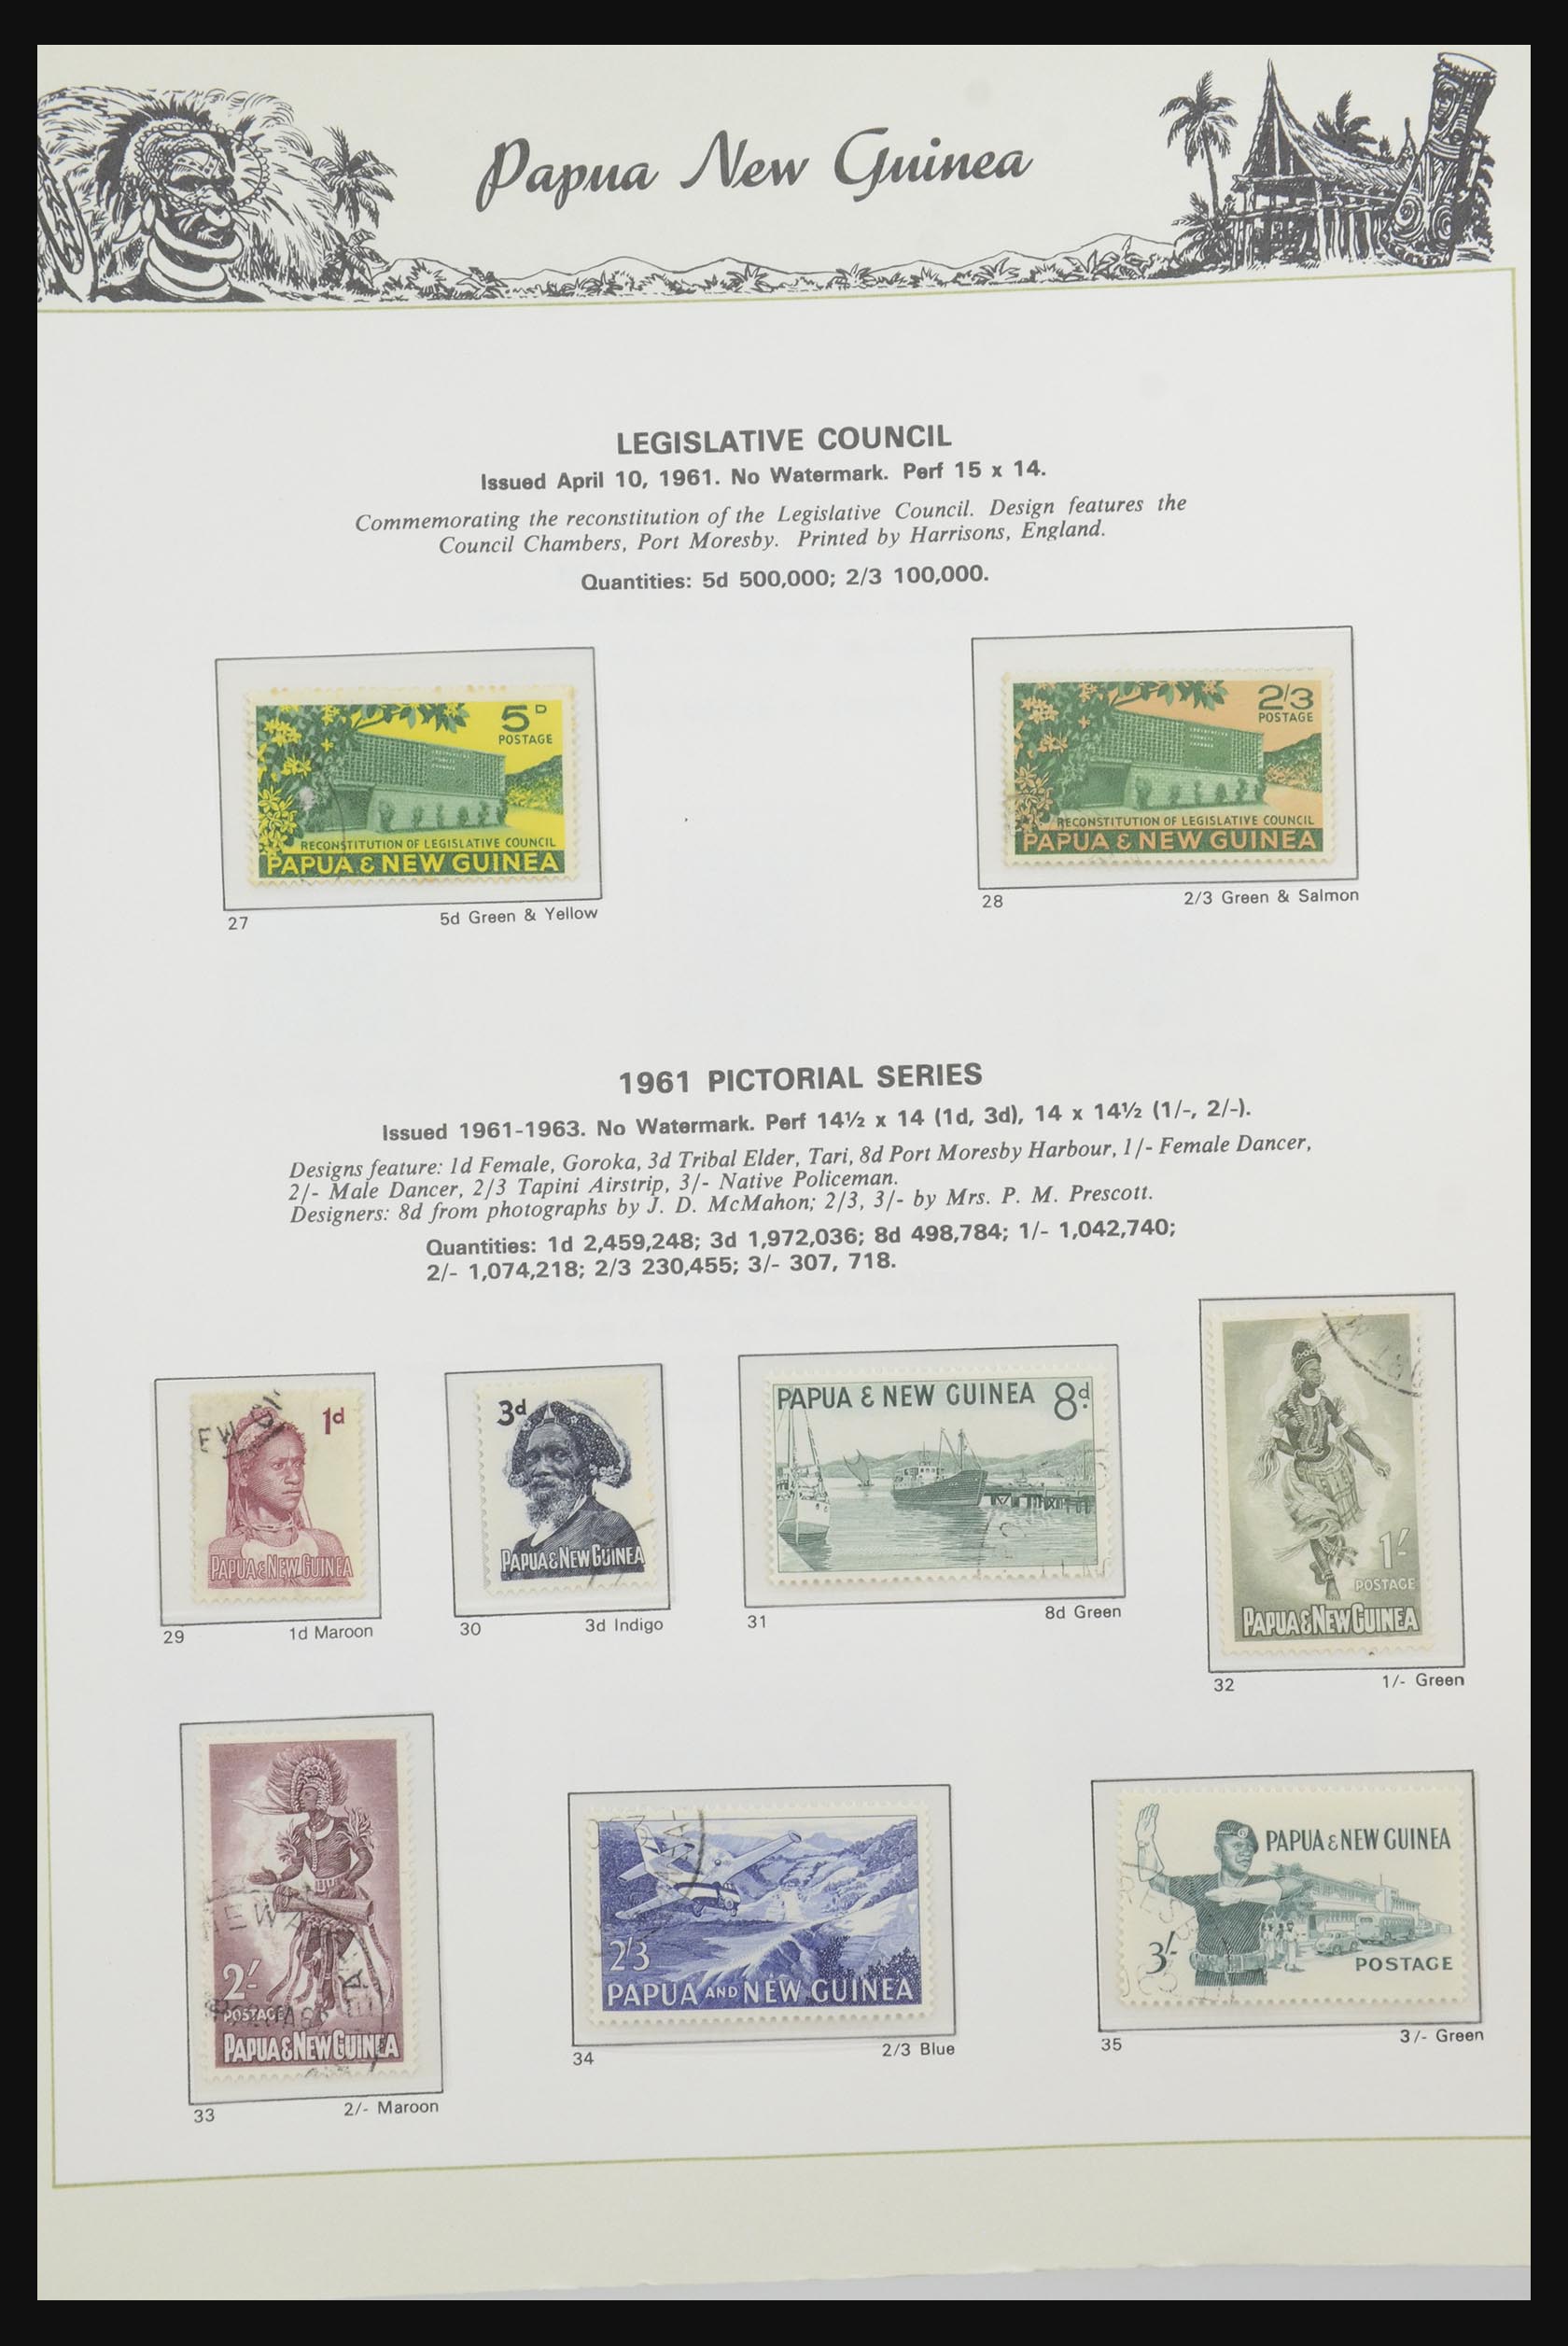 Papua New Guinea
LEGISLATIVE COUNCIL
Issued April 10, 1961. No Watermark. Perf 15 x 14.
Commemorating the reconstitution of the Legislative Council. Design features the
Council Chambers, Port Moresby. Printed by Harrisons, England.
Quantities: 5d 500,000; 2/3 100,000.
5D
POSTAGE
RECONSTITUTION OF LEGISLATIVE COUNCIL
PAPUA & NEW GUINEA
27 5d Green & Yellow
2/3
POSTAGE
RECONSTITUTION OF LEGISLATIVE COUNCIL
PAPUA & NEW GUINEA
28 2/3 Green & Salmon
1961 PICTORIAL SERIES
Issued 1961-1963. No Watermark. Perf 14½ x 14 (1d, 3d), 14 x 14½ (1/-, 2/-).
Designs feature: 1d Female, Goroka, 3d Tribal Elder, Tari, 8d Port Moresby Harbour, 1/- Female Dancer,
2/- Male Dancer, 2/3 Tapini Airstrip, 3/- Native Policeman.
Designers: 8d from photographs by J. D. McMahon; 2/3, 3/- by Mrs. P. M. Prescott.
Quantities: 1d 2,459,248; 3d 1,972,036; 8d 498,784; 1/- 1,042,740;
2/- 1,074,218; 2/3 230,455; 3/- 307, 718.
1d
EW GI
PAPUA & NEW GUINEA
29 1d Maroon
3d
PAPUA & NEW GUINEA
30 3d Indigo
PAPUA & NEW GUINEA 8d
31 8d Green
1/-
POSTAGE
PAPUA & NEW GUINEA
32 1/- Green
2/-
POSTAGE
PAPUA & NEW GUINEA
33 2/- Maroon
2/3
PAPUA AND NEW GUINEA
34 2/3 Blue
PAPUA & NEW GUINEA
3/-
POSTAGE
35 3/- Green